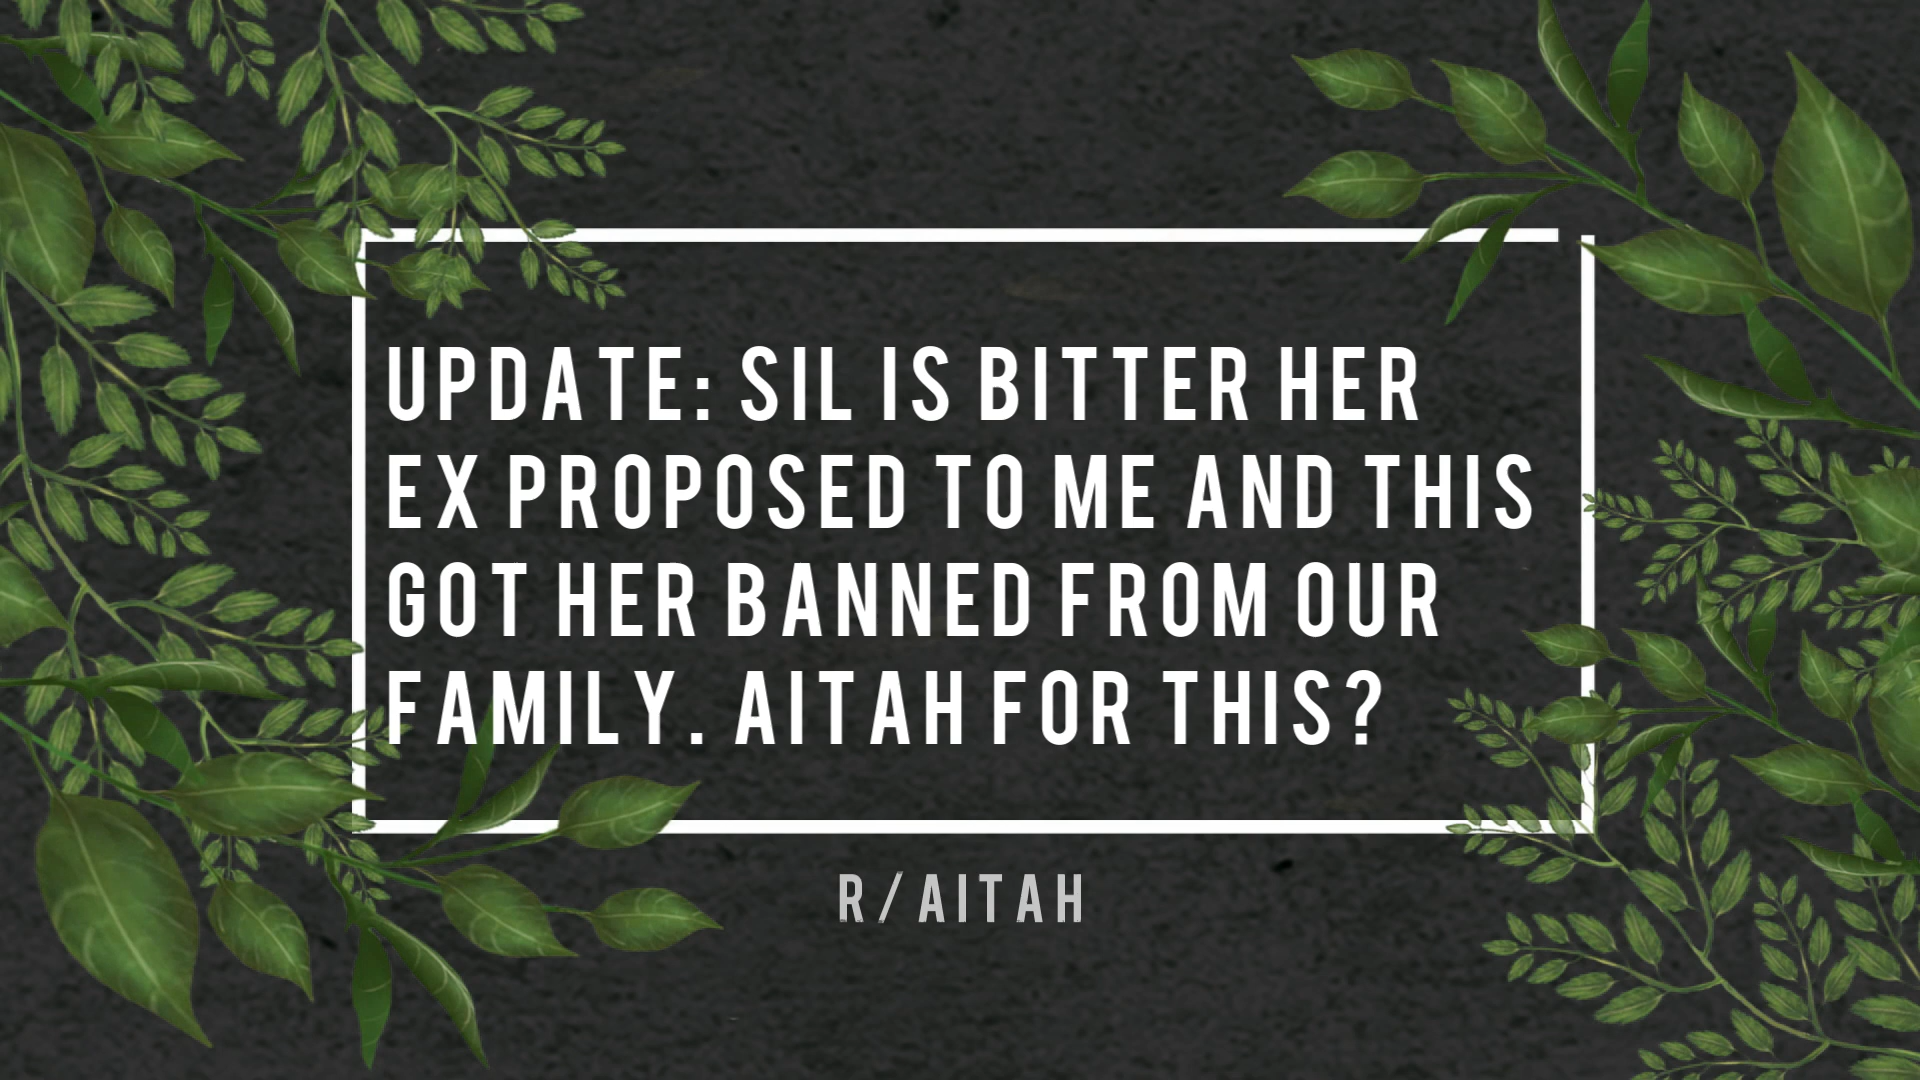 UPDATE: SIL IS BITTER HER
EX PROPOSED TO ME AND THIS
GOT HER BANNED FROM OUR
FAMILY. AITAH FOR THIS?
R/AITAH